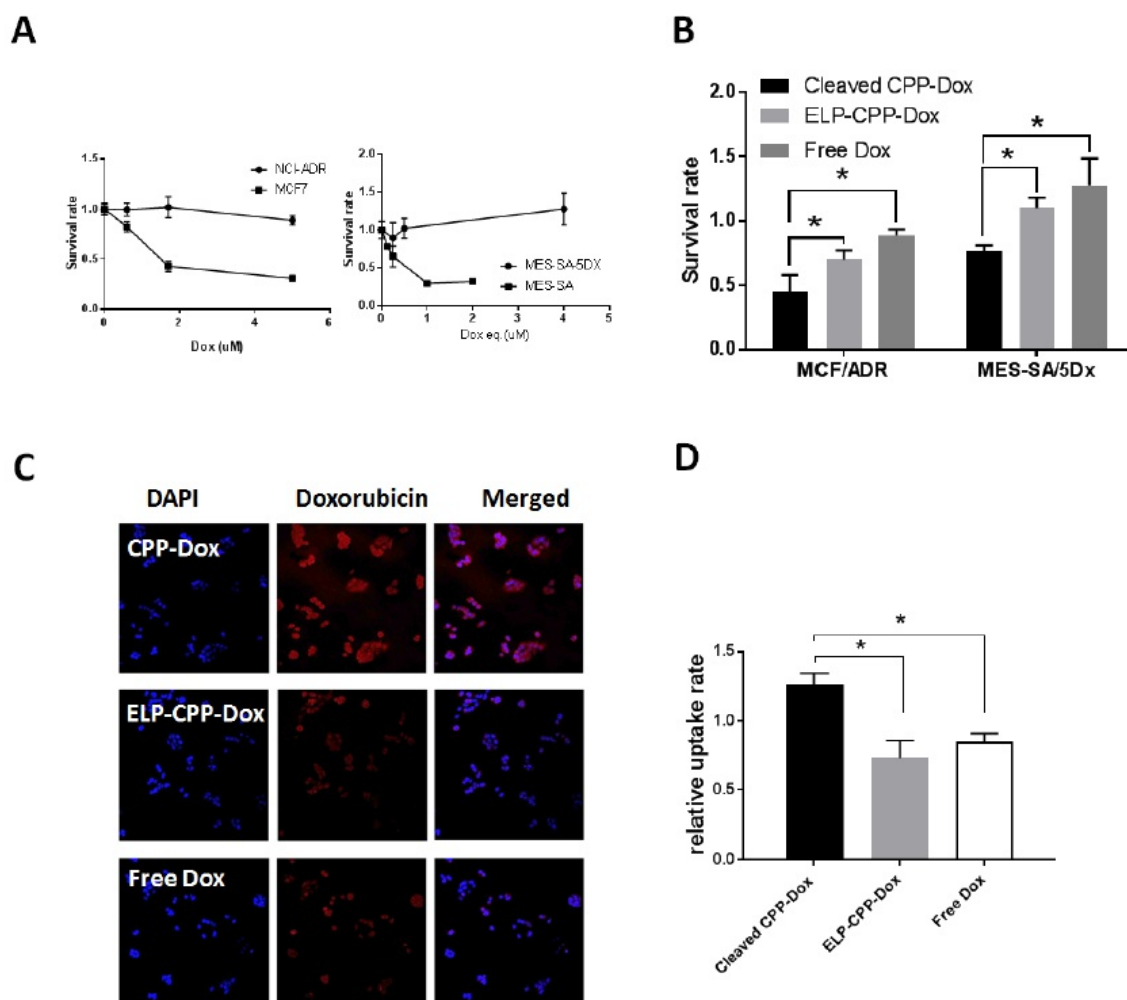 A
1.5
1.0
0.5
0.0
Survival rate
0
2
4
6
Dox (uM)
NCI-ADR
MCF7
2.0
1.5
1.0
0.5
0.0
Survival rate
0
1
2
3
4
5
Dox eq.(uM)
MES-SA-5DX
MES-SA
B
Cleaved CPP-Dox
ELP-CPP-Dox
Free Dox
2.0
1.5
1.0
0.5
0.0
Survival rate
*
*
*
*
MCF/ADR
MES-SA/5Dx
C
DAPI
Doxorubicin
Merged
CPP-Dox
ELP-CPP-Dox
Free Dox
D
1.5
1.0
0.5
0.0
relative uptake rate
*
*
Cleaved CPP-Dox
ELP-CPP-Dox
Free Dox